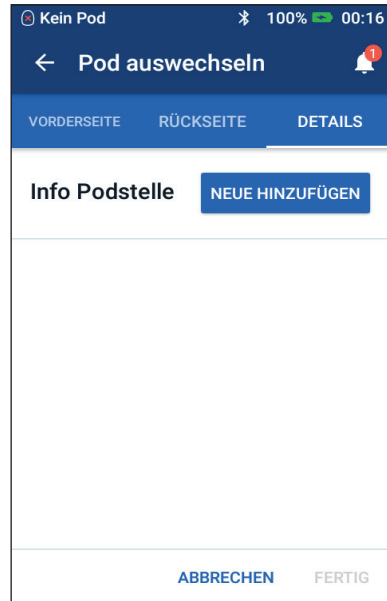 Kein Pod 100% 00:16
Pod auswechseln 1
VORDERSEITE RÜCKSEITE DETAILS
Info Podstelle NEUE HINZUFÜGEN
ABBRECHEN FERTIG